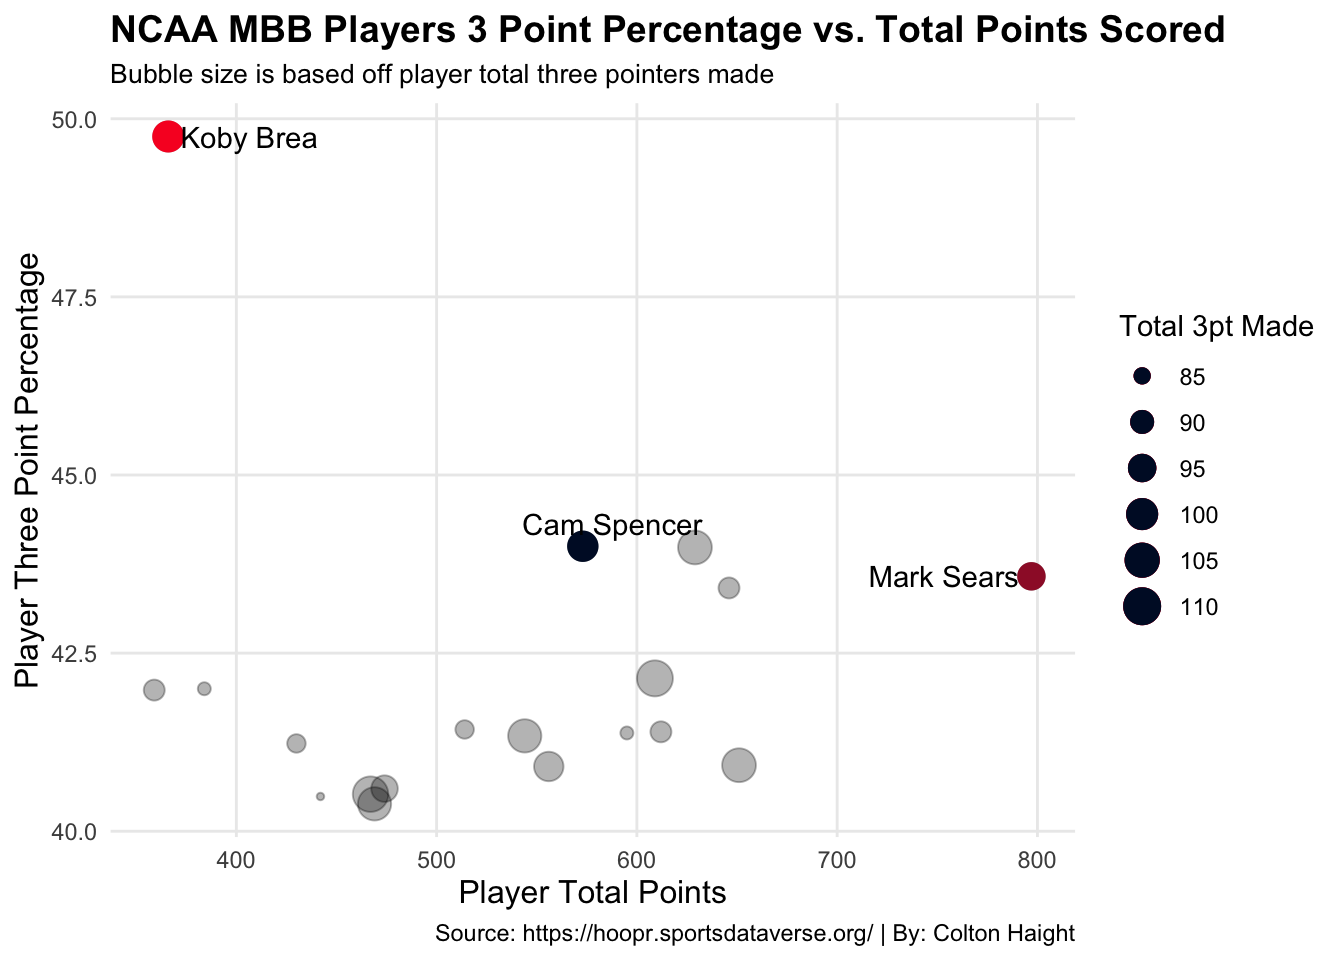 NCAA MBB Players 3 Point Percentage vs. Total Points Scored
Bubble size is based off player total three pointers made
Player Three Point Percentage
50.0
47.5
45.0
42.5
40.0
Koby Brea
Cam Spencer
Mark Sears
400 500 600 700 800
Player Total Points
Total 3pt Made
85
90
95
100
105
110
Source: https://hoopr.sportsdataverse.org/ | By: Colton Haight